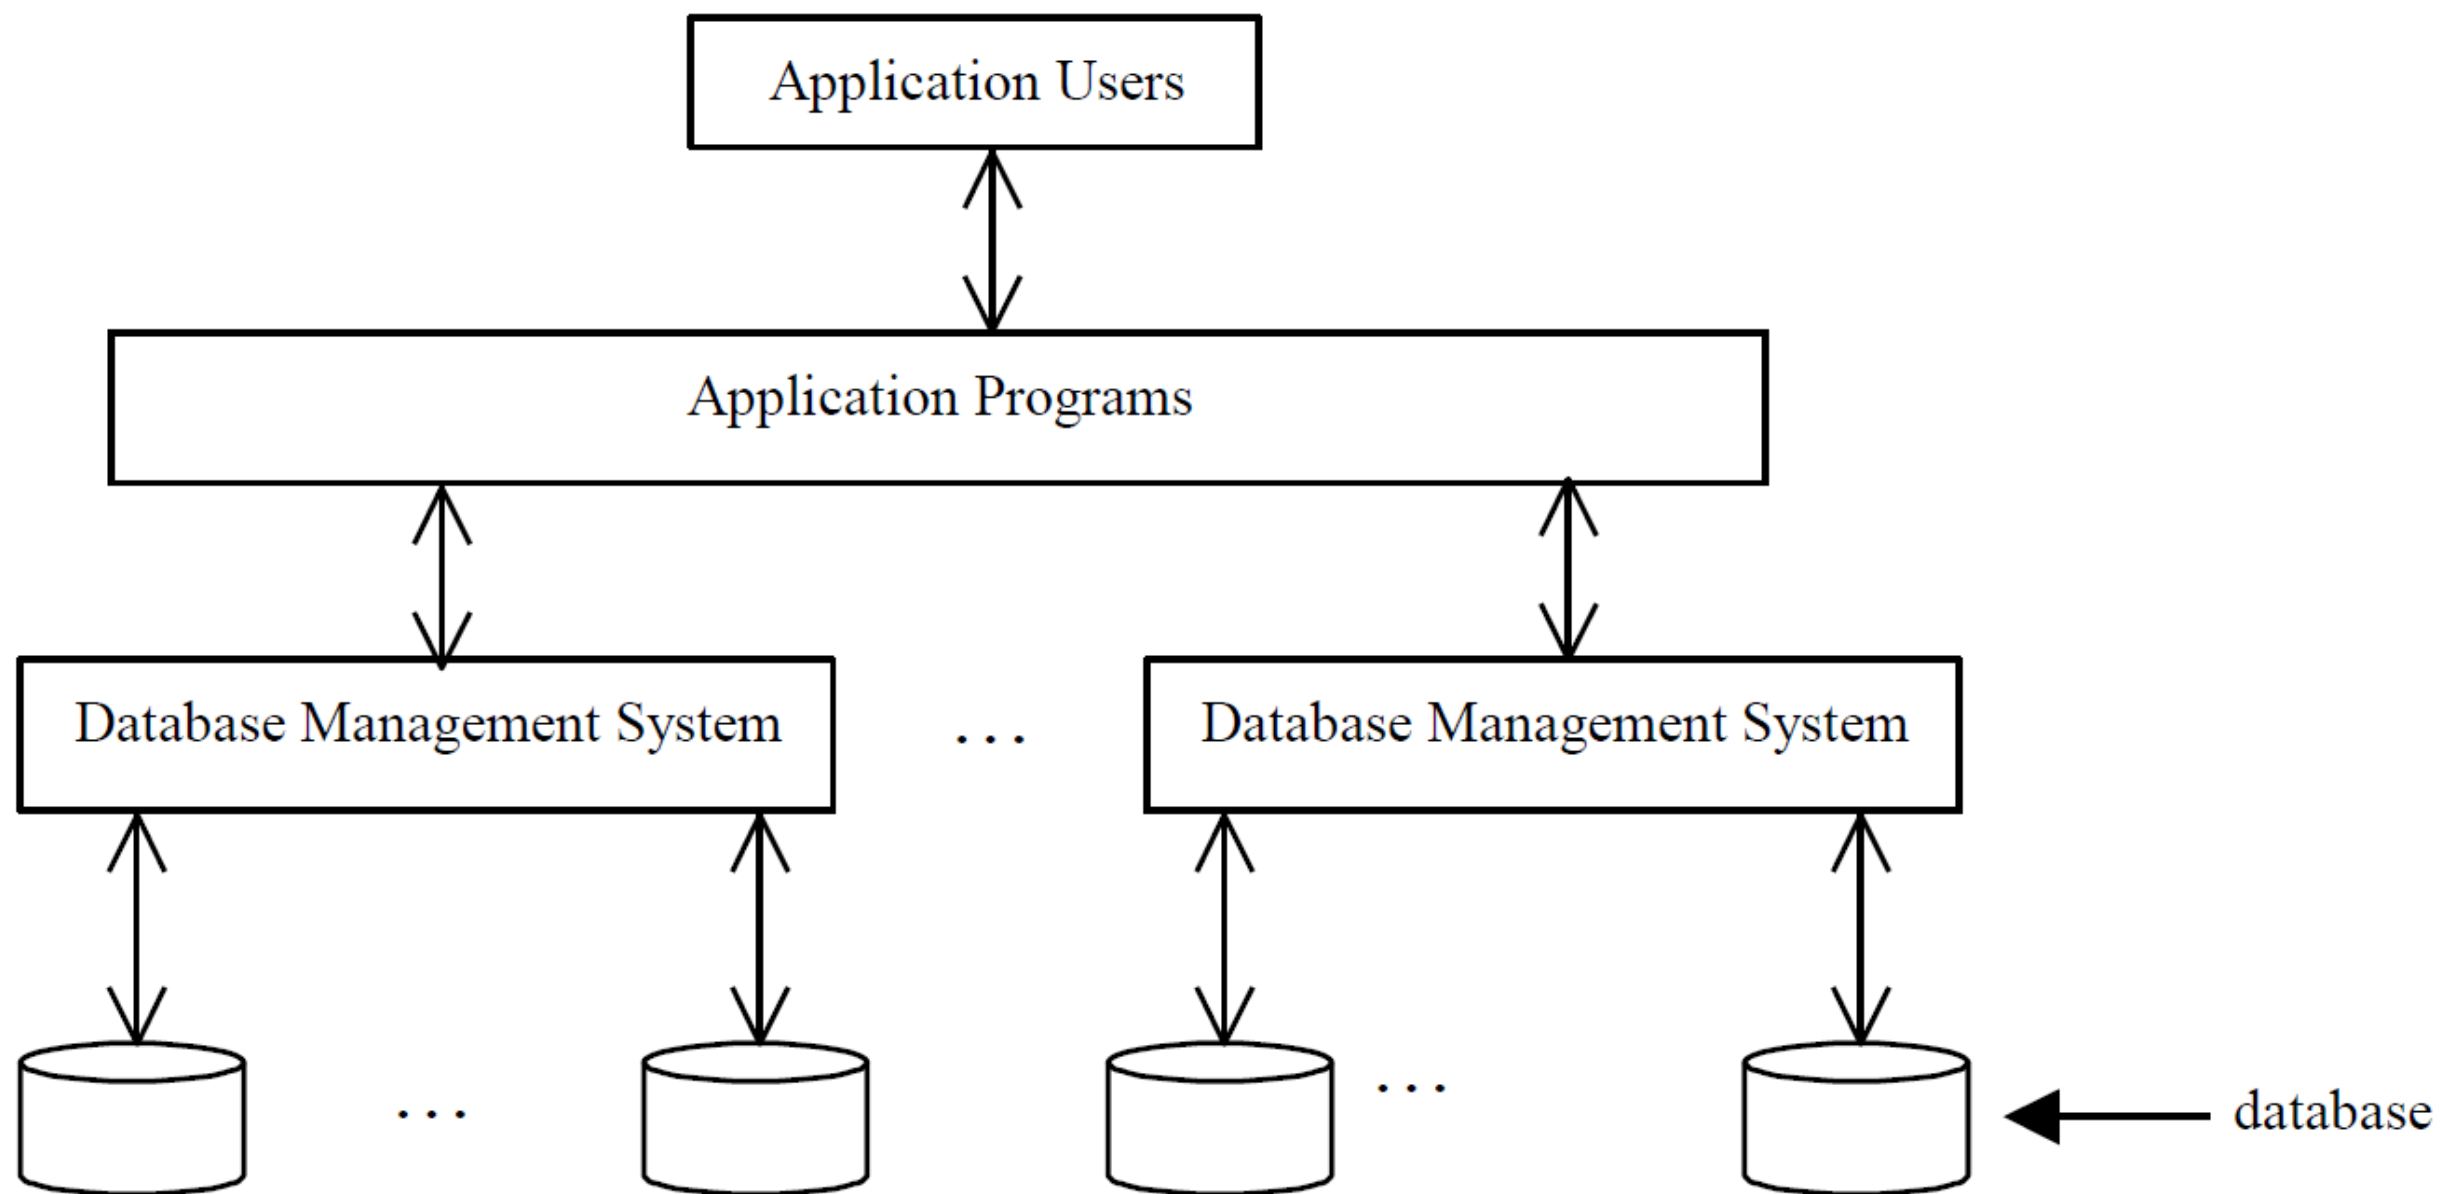 Application Users
Application Programs
Database Management System
...
Database Management System
...
...
database